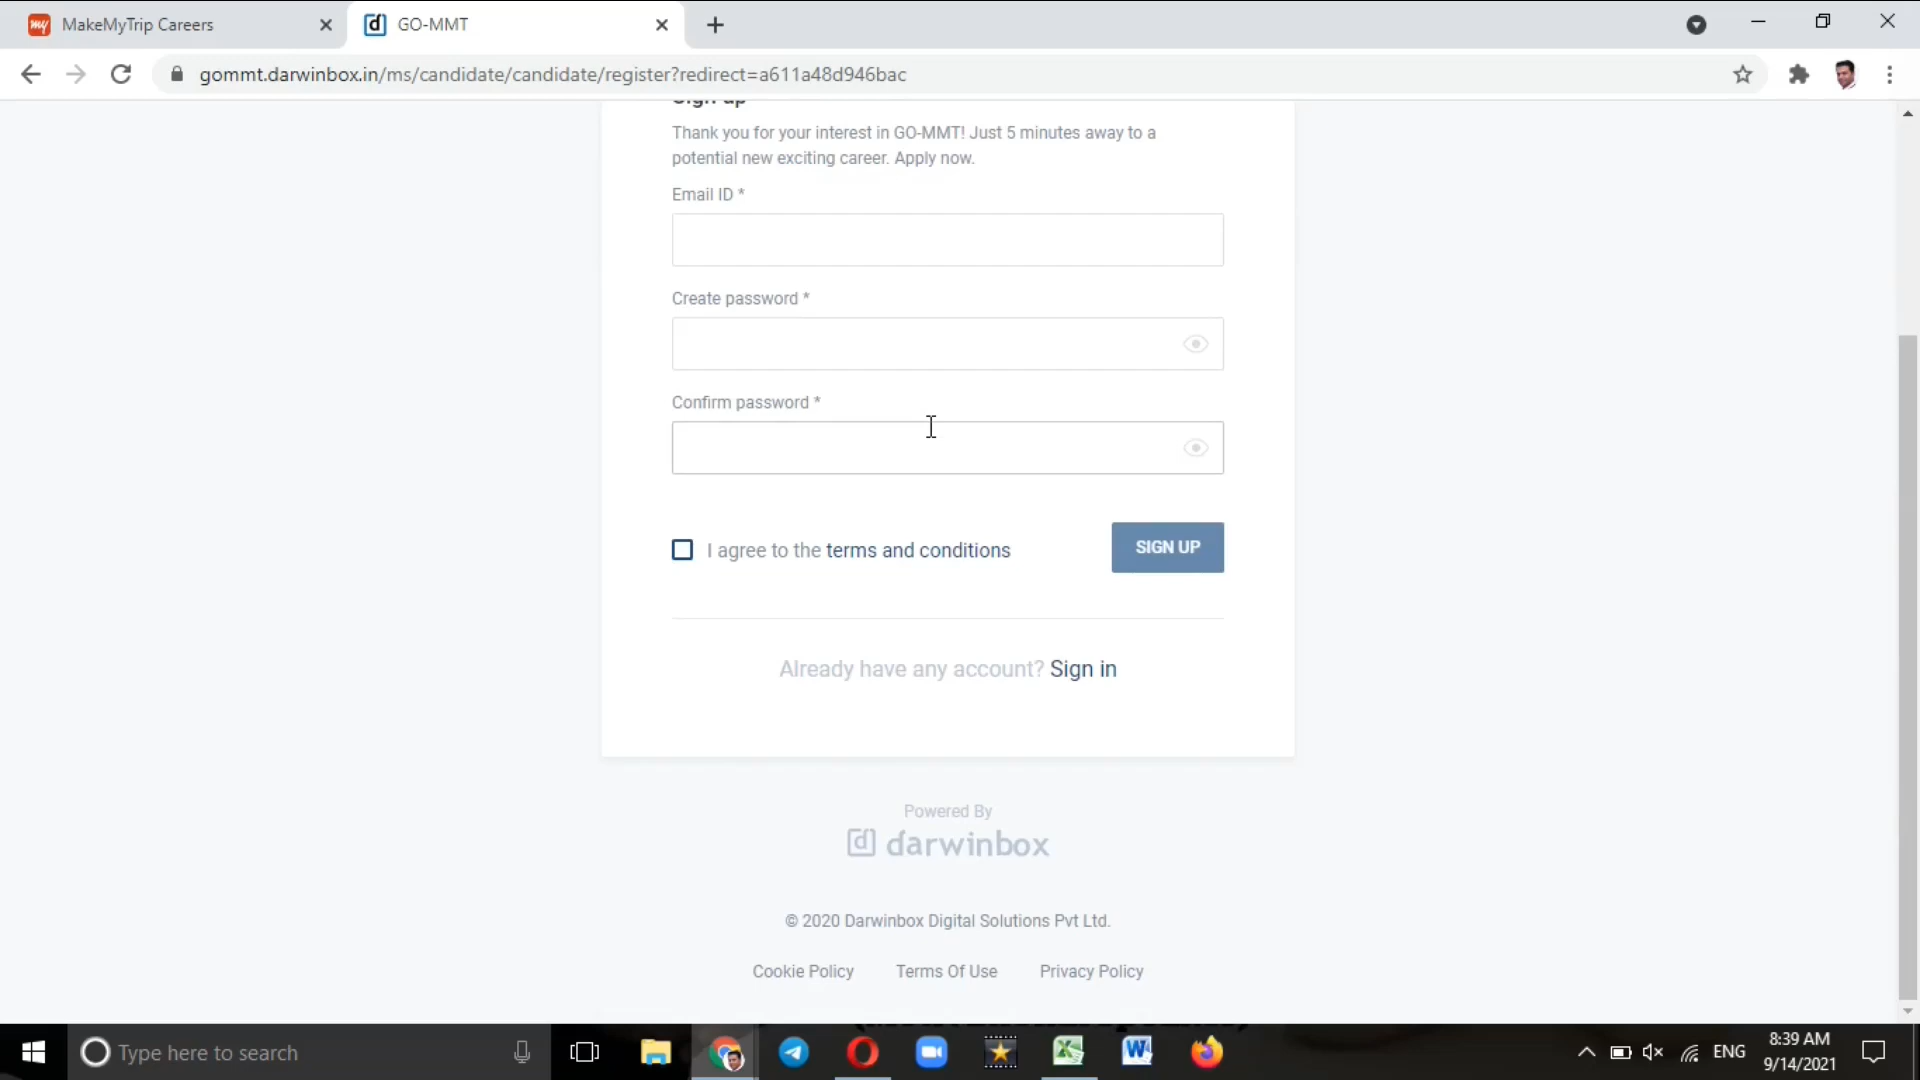 my MakeMyTrip Careers
d GO-MMT
gommt.darwinbox.in/ms/candidate/candidate/register?redirect=a611a48d946bac
Sign up
Thank you for your interest in GO-MMT! Just 5 minutes away to a
potential new exciting career. Apply now.
Email ID *
Create password *
Confirm password *
I agree to the terms and conditions
SIGN UP
Already have any account? Sign in
Powered By
d darwinbox
© 2020 Darwinbox Digital Solutions Pvt Ltd.
Cookie Policy Terms Of Use Privacy Policy
Type here to search
ENG
8:39 AM
9/14/2021